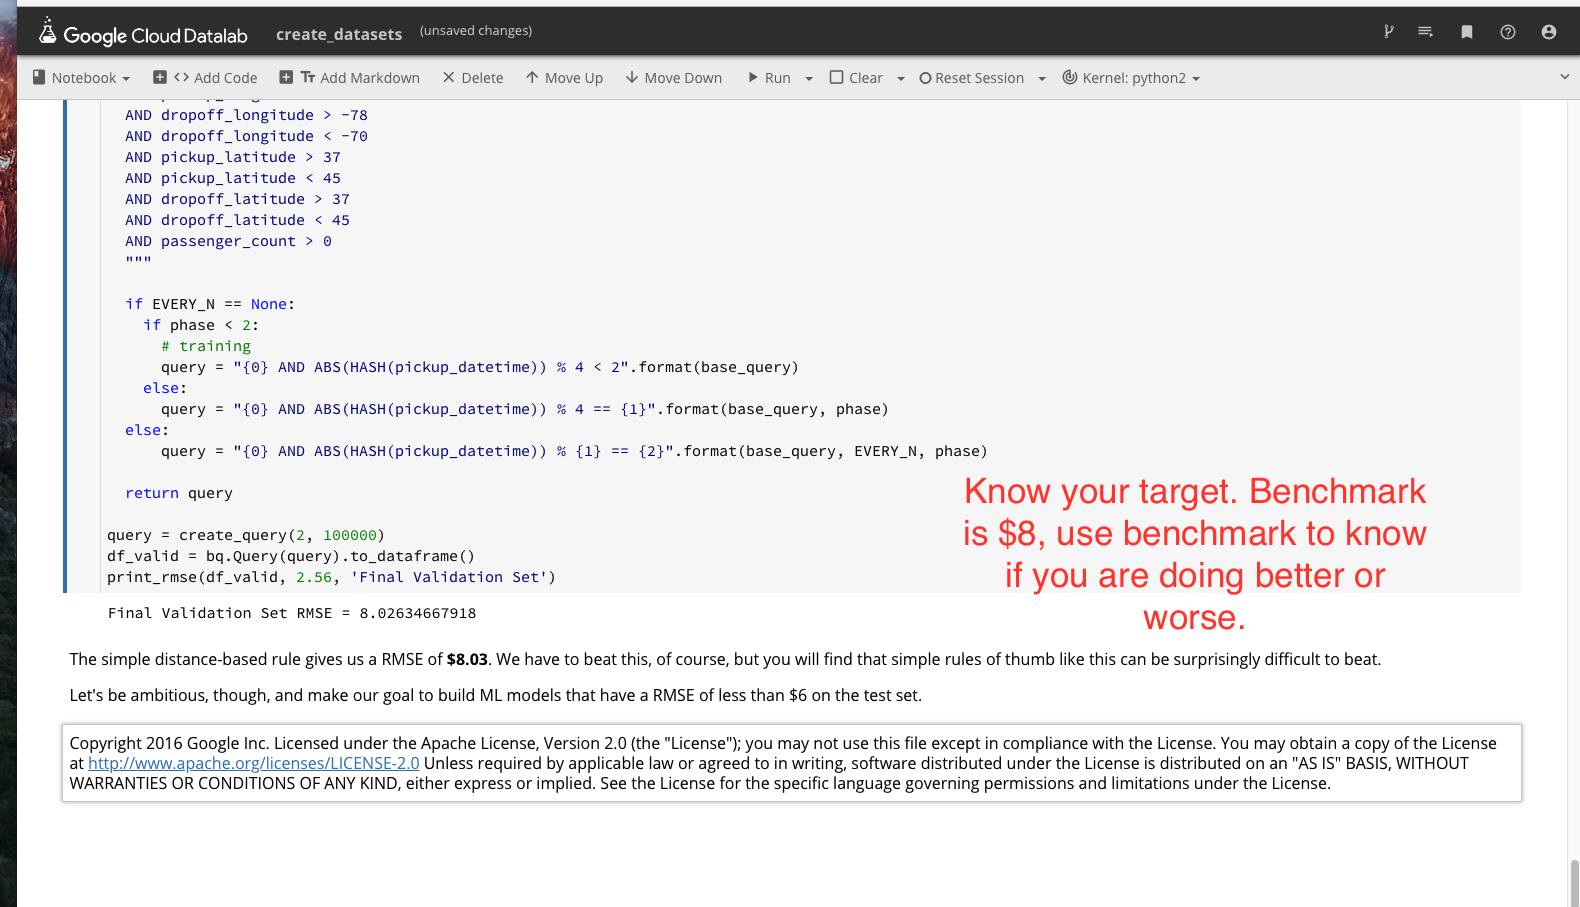 Google Cloud Datalab create_datasets (unsaved changes)
Notebook Add Code Tт Add Markdown Delete Move Up Move Down Run Clear Reset Session Kernel: python2
AND dropoff_longitude > -78
AND dropoff_longitude < -70
AND pickup_latitude > 37
AND pickup_latitude < 45
AND dropoff_latitude > 37
AND dropoff_latitude < 45
AND passenger_count > 0
"""
if EVERY_N == None:
if phase < 2:
# training
query = "{0} AND ABS(HASH(pickup_datetime)) % 4 < 2".format(base_query)
else:
query = "{0} AND ABS(HASH(pickup_datetime)) % 4 == {1}".format(base_query, phase)
else:
query = "{0} AND ABS(HASH(pickup_datetime)) % {1} == {2}".format(base_query, EVERY_N, phase)
return query
query = create_query(2, 100000)
df_valid = bq.Query(query).to_dataframe()
print_rmse(df_valid, 2.56, 'Final Validation Set')
Know your target. Benchmark
is $8, use benchmark to know
if you are doing better or
worse.
Final Validation Set RMSE = 8.02634667918
The simple distance-based rule gives us a RMSE of $8.03. We have to beat this, of course, but you will find that simple rules of thumb like this can be surprisingly difficult to beat.
Let's be ambitious, though, and make our goal to build ML models that have a RMSE of less than $6 on the test set.
Copyright 2016 Google Inc. Licensed under the Apache License, Version 2.0 (the "License"); you may not use this file except in compliance with the License. You may obtain a copy of the License
at http://www.apache.org/licenses/LICENSE-2.0 Unless required by applicable law or agreed to in writing, software distributed under the License is distributed on an "AS IS" BASIS, WITHOUT
WARRANTIES OR CONDITIONS OF ANY KIND, either express or implied. See the License for the specific language governing permissions and limitations under the License.